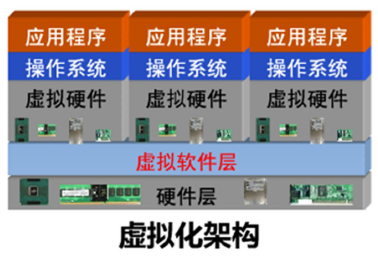 应用程序 应用程序 应用程序
操作系统 操作系统 操作系统
虚拟硬件 虚拟硬件 虚拟硬件
虚拟软件层
硬件层
虚拟化架构